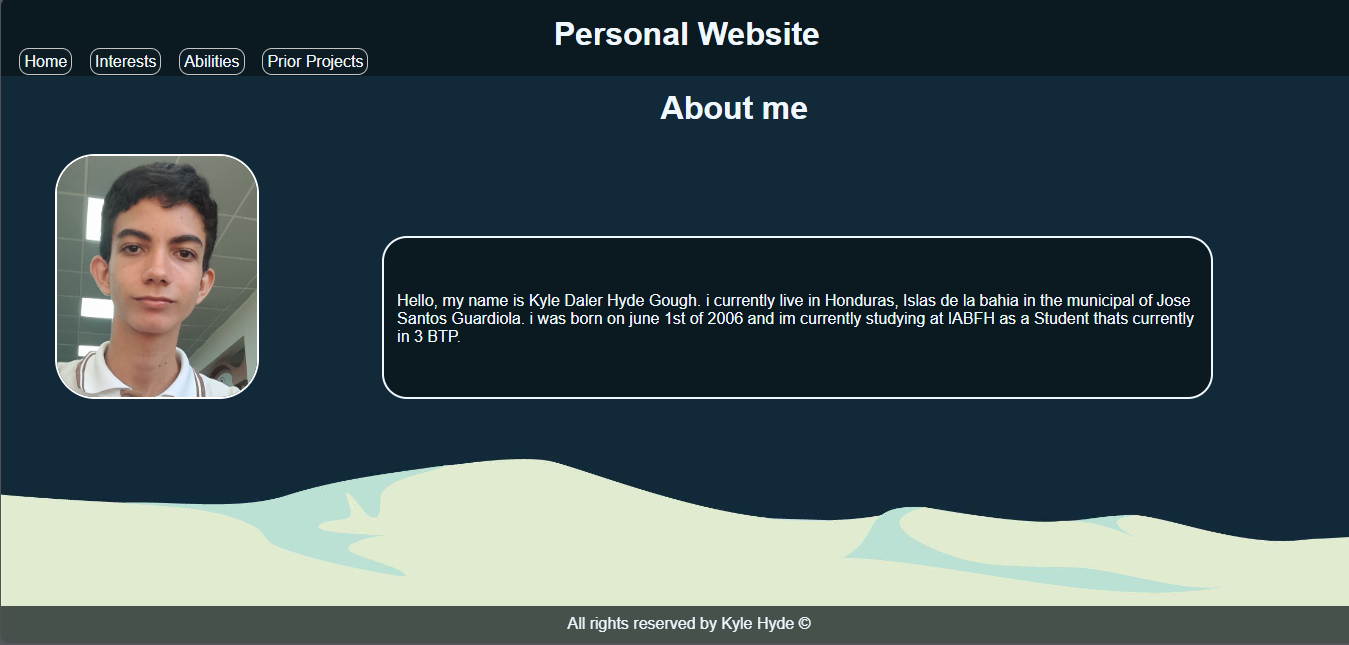 Personal Website
Home Interests Abilities Prior Projects
About me
Hello, my name is Kyle Daler Hyde Gough. i currently live in Honduras, Islas de la bahia in the municipal of Jose
Santos Guardiola. i was born on june 1st of 2006 and im currently studying at IABFH as a Student thats currently
in 3 BTP.
All rights reserved by Kyle Hyde ©